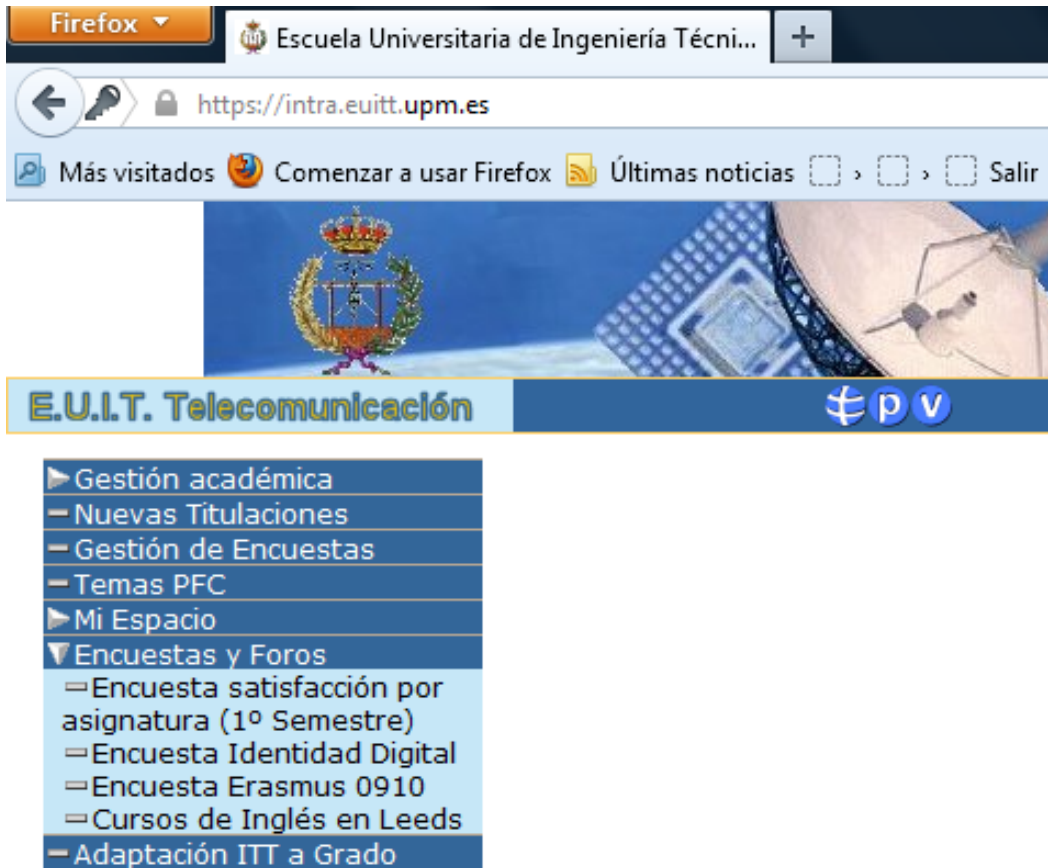 Firefox
Escuela Universitaria de Ingeniería Técni...
https://intra.euitt.upm.es
Más visitados Comenzar a usar Firefox Últimas noticias Salir
E.U.I.T. Telecomunicación
p v
Gestión académica
Nuevas Titulaciones
Gestión de Encuestas
Temas PFC
Mi Espacio
Encuestas y Foros
Encuesta satisfacción por
asignatura (1º Semestre)
Encuesta Identidad Digital
Encuesta Erasmus 0910
Cursos de Inglés en Leeds
Adaptación ITT a Grado